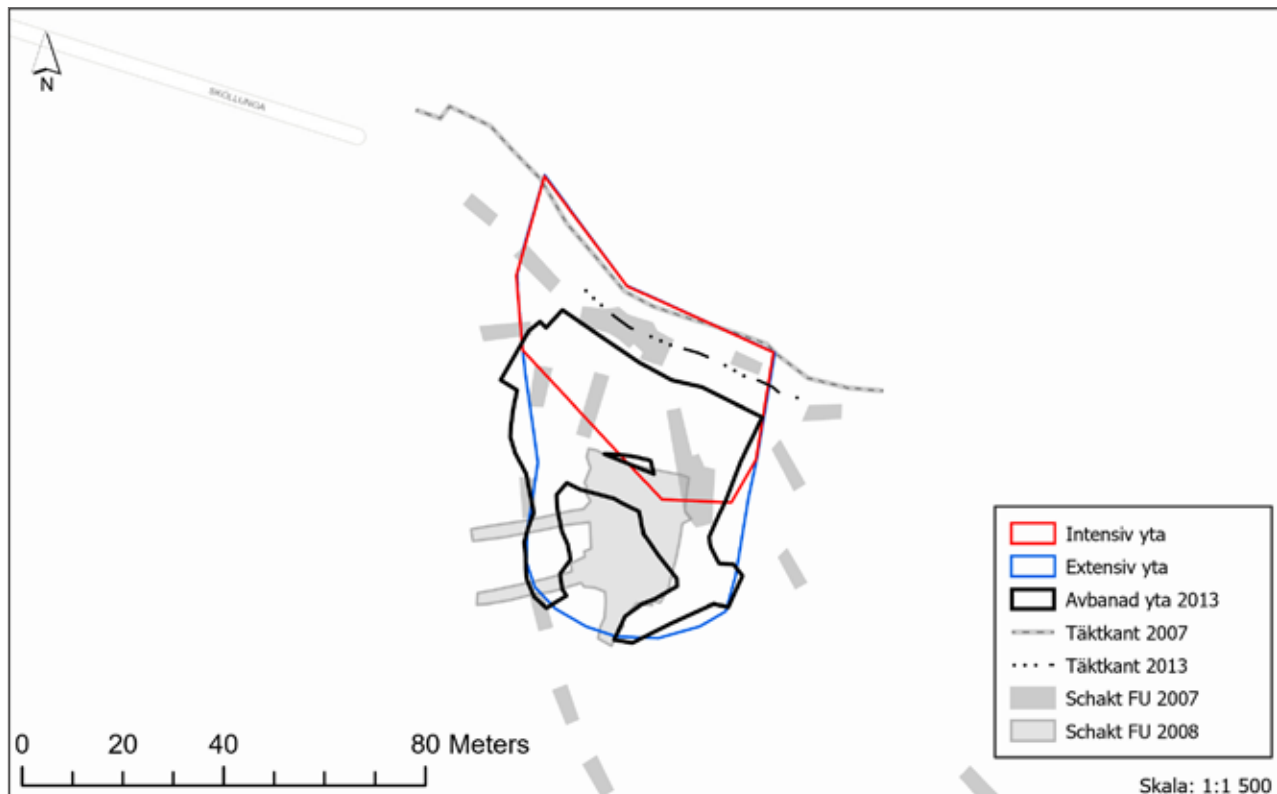 N
SKÖLLUNGA
Intensiv yta
Extensiv yta
Avbanad yta 2013
Täktkant 2007
Täktkant 2013
Schakt FU 2007
Schakt FU 2008
0 20 40 80 Meters
Skala: 1:1 500